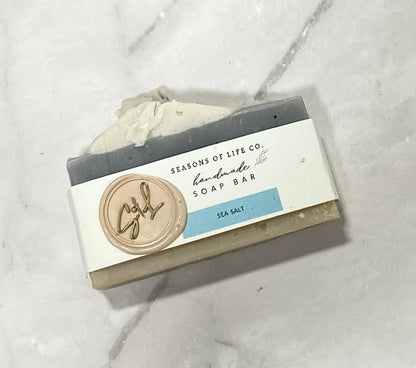 SEASONS OF LIFE CO.
handmade
SOAP BAR
SEA SALT